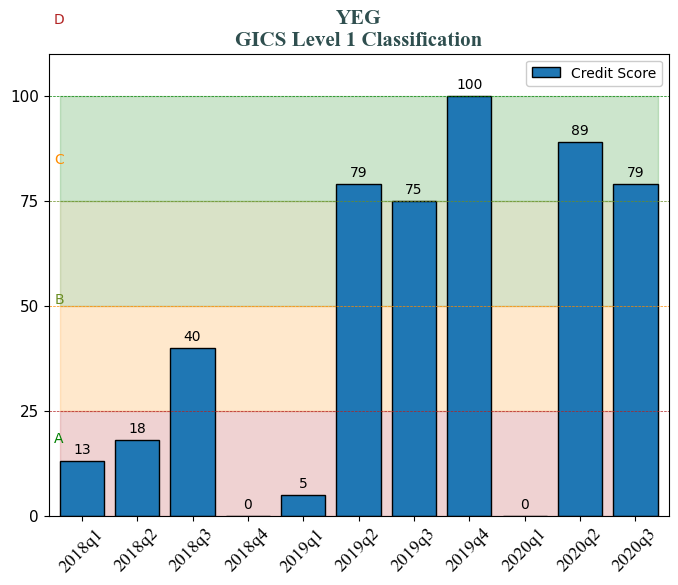 D
YEG
GICS Level 1 Classification
Credit Score
100
100
89
C
79
75
79
75
B
50
40
25
A
18
13
5
0
0
0
2018q1
2018q2
2018q3
2018q4
2019q1
2019q2
2019q3
2019q4
2020q1
2020q2
2020q3